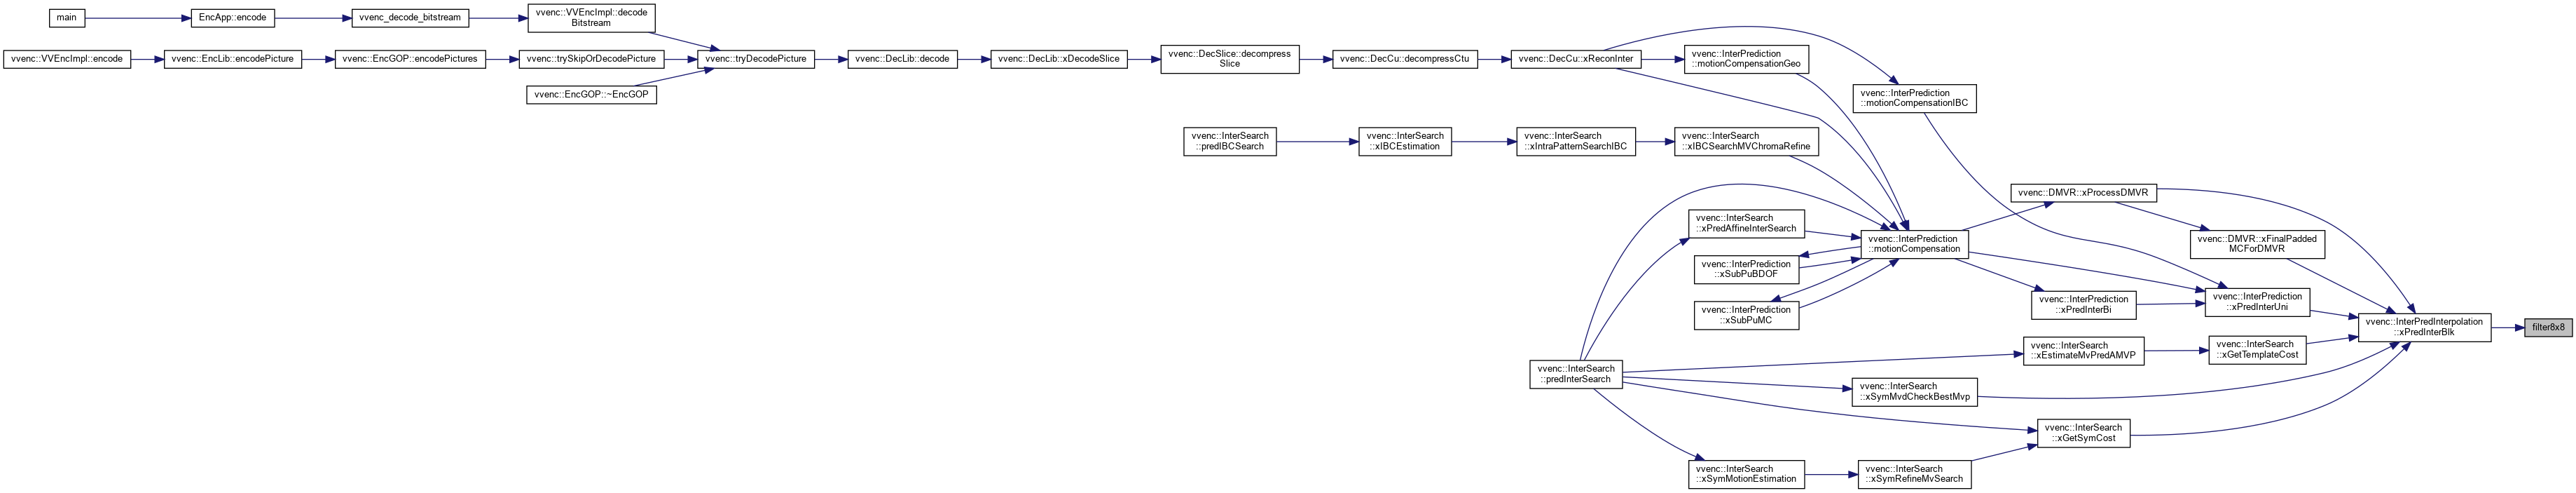 main
EncApp::encode
vvenc_decode_bitstream
vvenc::VVEncImpl::decode
Bitstream
vvenc::VVEncImpl::encode
vvenc::EncLib::encodePicture
vvenc::EncGOP::encodePictures
vvenc::trySkipOrDecodePicture
vvenc::tryDecodePicture
vvenc::DecLib::decode
vvenc::DecLib::xDecodeSlice
vvenc::DecSlice::decompress
Slice
vvenc::DecCu::decompressCtu
vvenc::DecCu::xReconInter
vvenc::InterPrediction
::motionCompensationGeo
vvenc::EncGOP::~EncGOP
vvenc::InterPrediction
::motionCompensationIBC
vvenc::InterSearch
::predIBCSearch
vvenc::InterSearch
::xIBCEstimation
vvenc::InterSearch
::xIntraPatternSearchIBC
vvenc::InterSearch
::xIBCSearchMVChromaRefine
vvenc::DMVR::xProcessDMVR
vvenc::InterSearch
::xPredAffineInterSearch
vvenc::InterPrediction
::motionCompensation
vvenc::DMVR::xFinalPadded
MCForDMVR
vvenc::InterPrediction
::xSubPuBDOF
vvenc::InterPrediction
::xSubPuMC
vvenc::InterPrediction
::xPredInterBi
vvenc::InterPrediction
::xPredInterUni
vvenc::InterPredInterpolation
::xPredInterBlk
filter8x8
vvenc::InterSearch
::xEstimateMvPredAMVP
vvenc::InterSearch
::xGetTemplateCost
vvenc::InterSearch
::predInterSearch
vvenc::InterSearch
::xSymMvdCheckBestMvp
vvenc::InterSearch
::xGetSymCost
vvenc::InterSearch
::xSymMotionEstimation
vvenc::InterSearch
::xSymRefineMvSearch